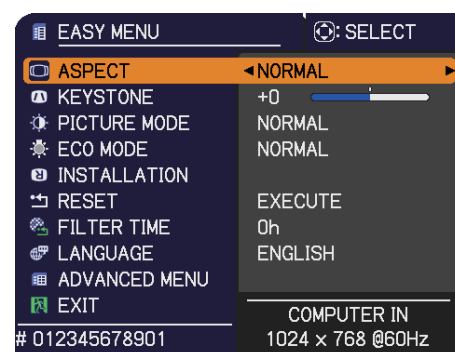 EASY MENU : SELECT
ASPECT NORMAL
KEYSTONE +0
PICTURE MODE NORMAL
ECO MODE NORMAL
INSTALLATION
RESET EXECUTE
FILTER TIME 0h
LANGUAGE ENGLISH
ADVANCED MENU
EXIT
COMPUTER IN
# 012345678901 1024 x 768 @60Hz